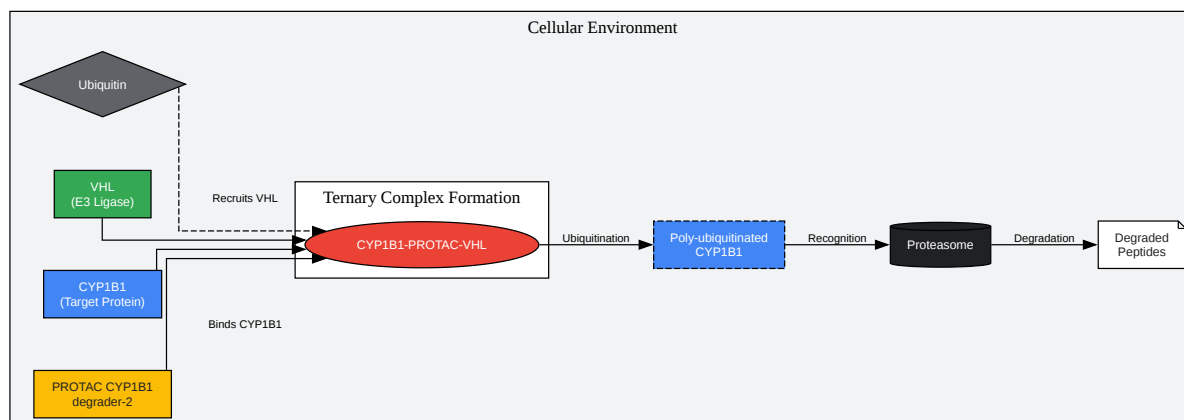 Cellular Environment
Ubiquitin
VHL
(E3 Ligase)
Recruits VHL
Ternary Complex Formation
CYP1B1-PROTAC-VHL
Ubiquitination
Poly-ubiquitinated
CYP1B1
Recognition
Proteasome
Degradation
Degraded
Peptides
CYP1B1
(Target Protein)
Binds CYP1B1
PROTAC CYP1B1
degrader-2